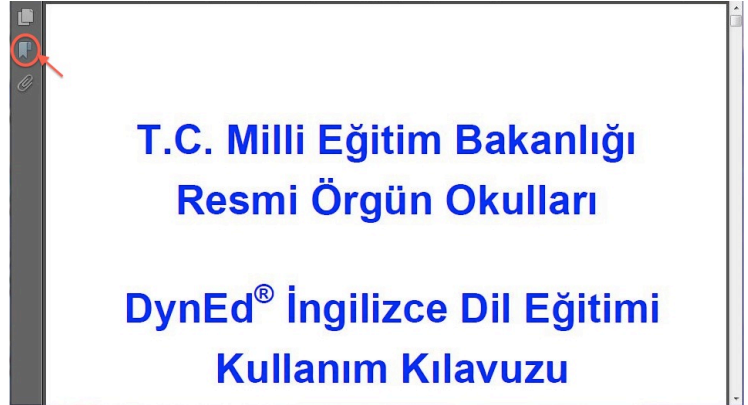 T.C. Milli Eğitim Bakanlığı
Resmi Örgün Okulları
DynEd® İngilizce Dil Eğitimi
Kullanım Kılavuzu